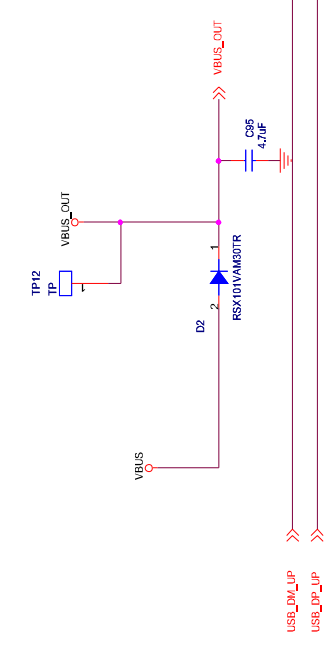 VBUS_OUT
C95
4.7uF
VBUS_OUT
TP12
TP
1
1
RSX101VAM30TR
D2
2
VBUS
USB_DM_UP
USB_DP_UP